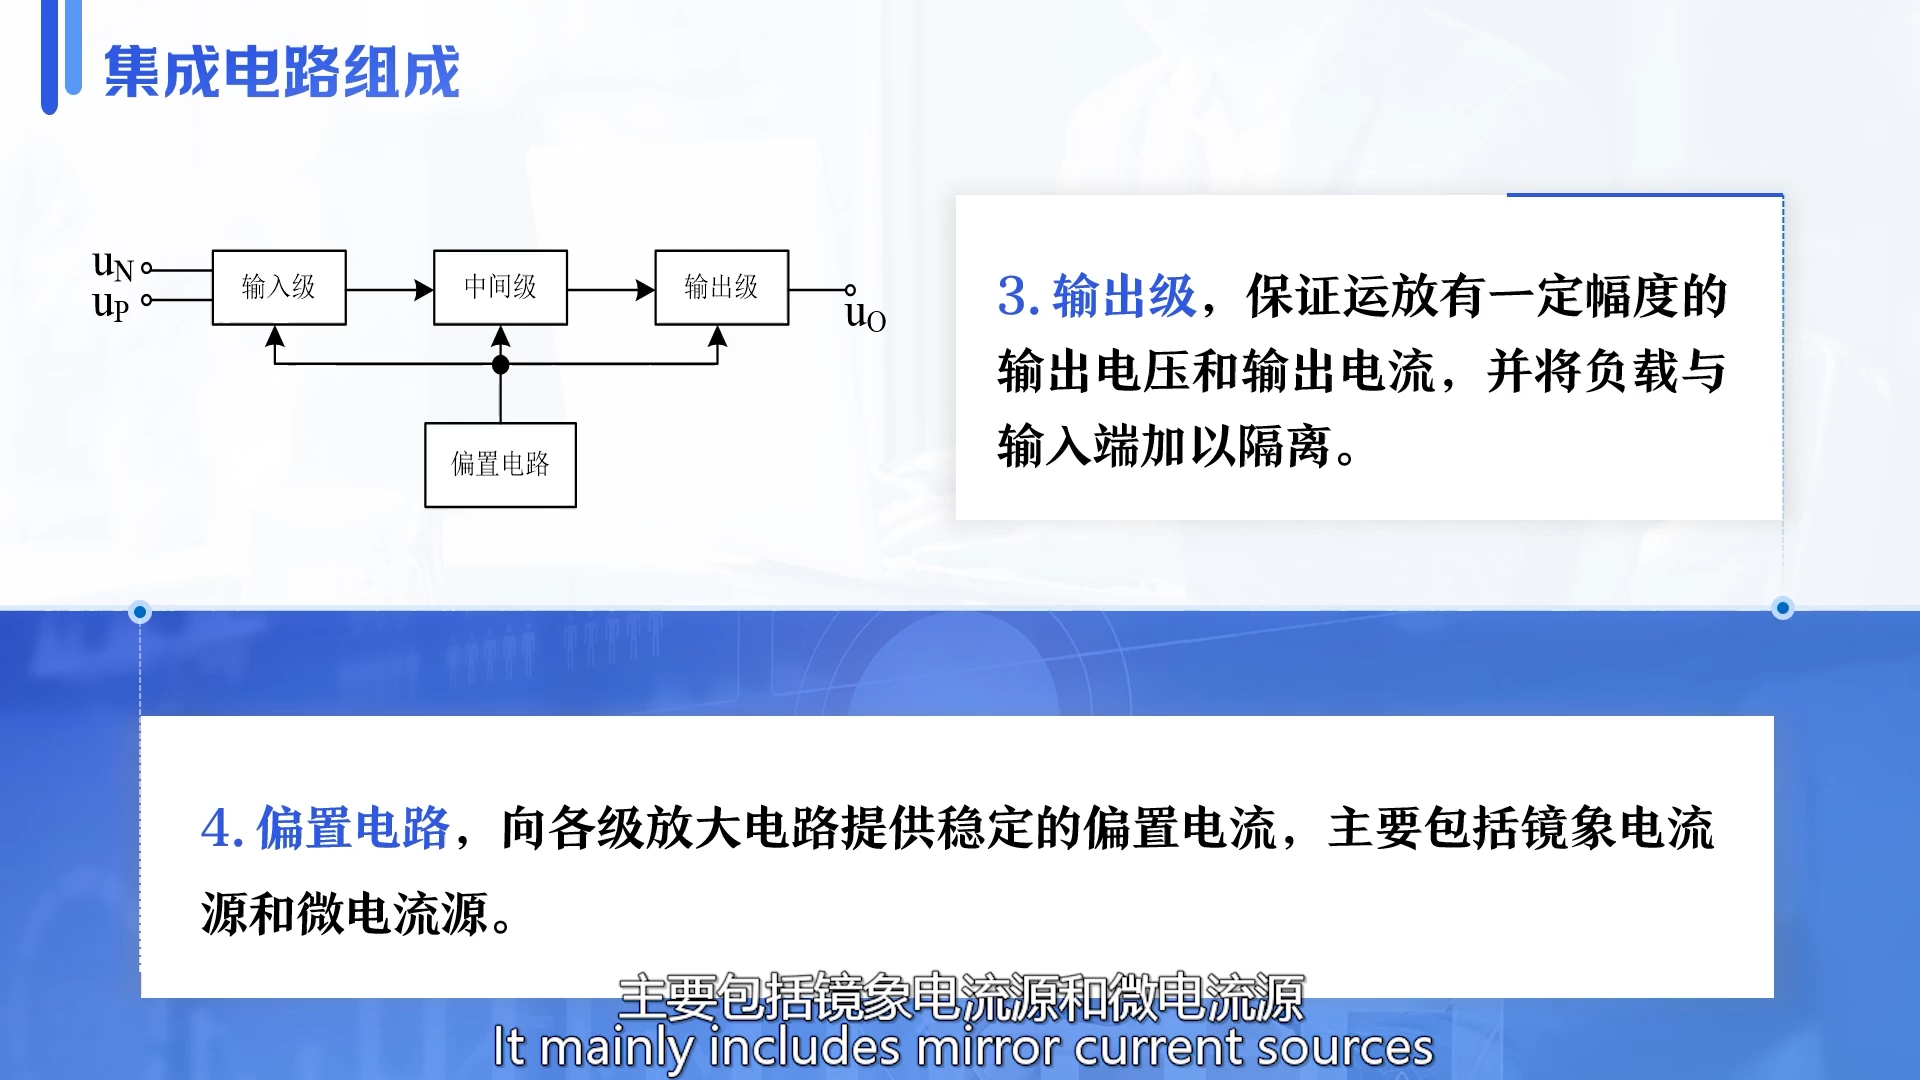 集成电路组成
uN
uP
输入级
中间级
输出级
uO
偏置电路
3. 输出级，保证运放有一定幅度的
输出电压和输出电流，并将负载与
输入端加以隔离。
4. 偏置电路，向各级放大电路提供稳定的偏置电流，主要包括镜象电流
源和微电流源。
主要包括镜象电流源和微电流源
It mainly includes mirror current sources